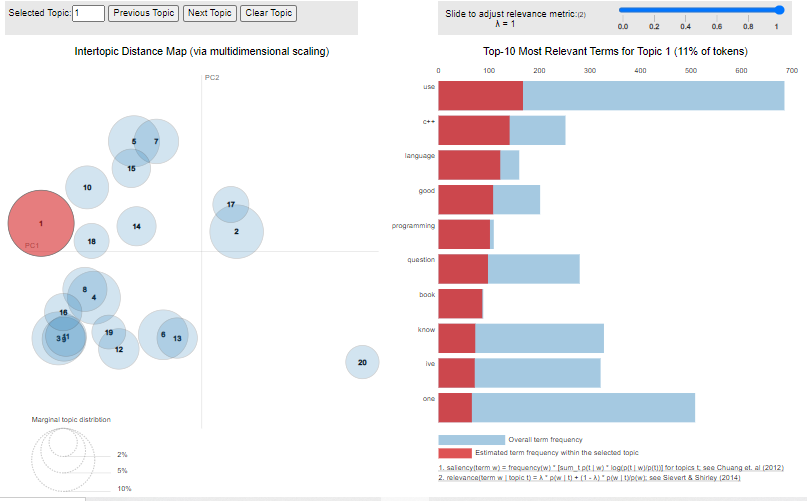 Selected Topic: 1 Previous Topic Next Topic Clear Topic
Slide to adjust relevance metric:(2)
λ = 1
0.0 0.2 0.4 0.6 0.8 1
Intertopic Distance Map (via multidimensional scaling)
PC2
PC1
5
7
15
10
17
1
14
2
18
8
4
16
3
11
19
6
13
12
20
Marginal topic distribtion
2%
5%
10%
Top-10 Most Relevant Terms for Topic 1 (11% of tokens)
0 100 200 300 400 500 600 700
use
c++
language
good
programming
question
book
know
ive
one
Overall term frequency
Estimated term frequency within the selected topic
1. saliency(term w) = frequency(w) * [sum_t p(t | w) * log(p(t | w)/p(t))] for topics t; see Chuang et. al (2012)
2. relevance(term w | topic t) = λ * p(w | t) + (1 - λ) * p(w | t)/p(w); see Sievert & Shirley (2014)